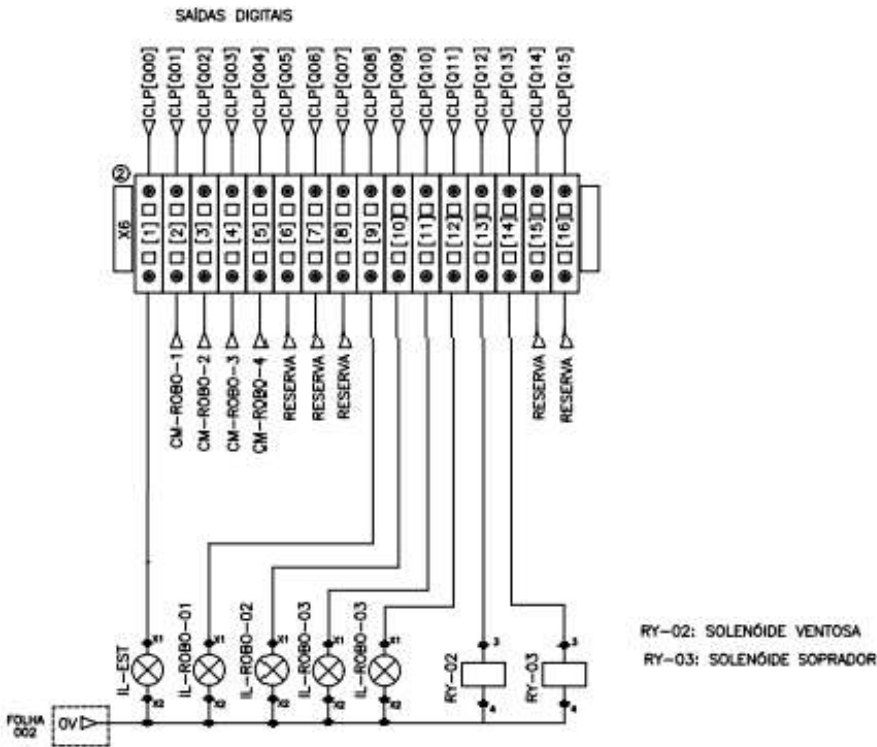 SAÍDAS DIGITAIS
CLP[Q00]
CLP[Q01]
CLP[Q02]
CLP[Q03]
CLP[Q04]
CLP[Q05]
CLP[Q06]
CLP[Q07]
CLP[Q08]
CLP[Q09]
CLP[Q10]
CLP[Q11]
CLP[Q12]
CLP[Q13]
CLP[Q14]
CLP[Q15]
2
X6
[1]
[2]
[3]
[4]
[5]
[6]
[7]
[8]
[9]
[10]
[11]
[12]
[13]
[14]
[15]
[16]
CM-ROBO-1
CM-ROBO-2
CM-ROBO-3
CM-ROBO-4
RESERVA
RESERVA
RESERVA
RESERVA
RESERVA
IL-EST
X1
X2
IL-ROBO-01
X1
X2
IL-ROBO-02
X1
X2
IL-ROBO-03
X1
X2
IL-ROBO-03
X1
X2
RY-02
3
4
RY-03
3
4
RY-02: SOLENÓIDE VENTOSA
RY-03: SOLENÓIDE SOPRADOR
FOLHA
002
0V